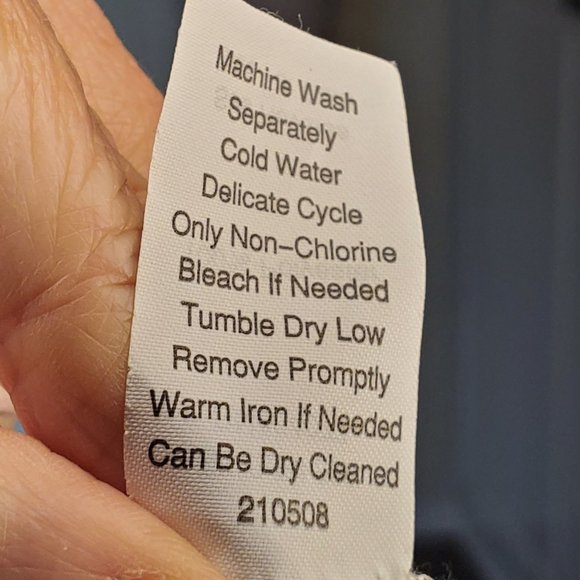 Machine Wash
Separately
Cold Water
Delicate Cycle
Only Non-Chlorine
Bleach If Needed
Tumble Dry Low
Remove Promptly
Warm Iron If Needed
Can Be Dry Cleaned
210508